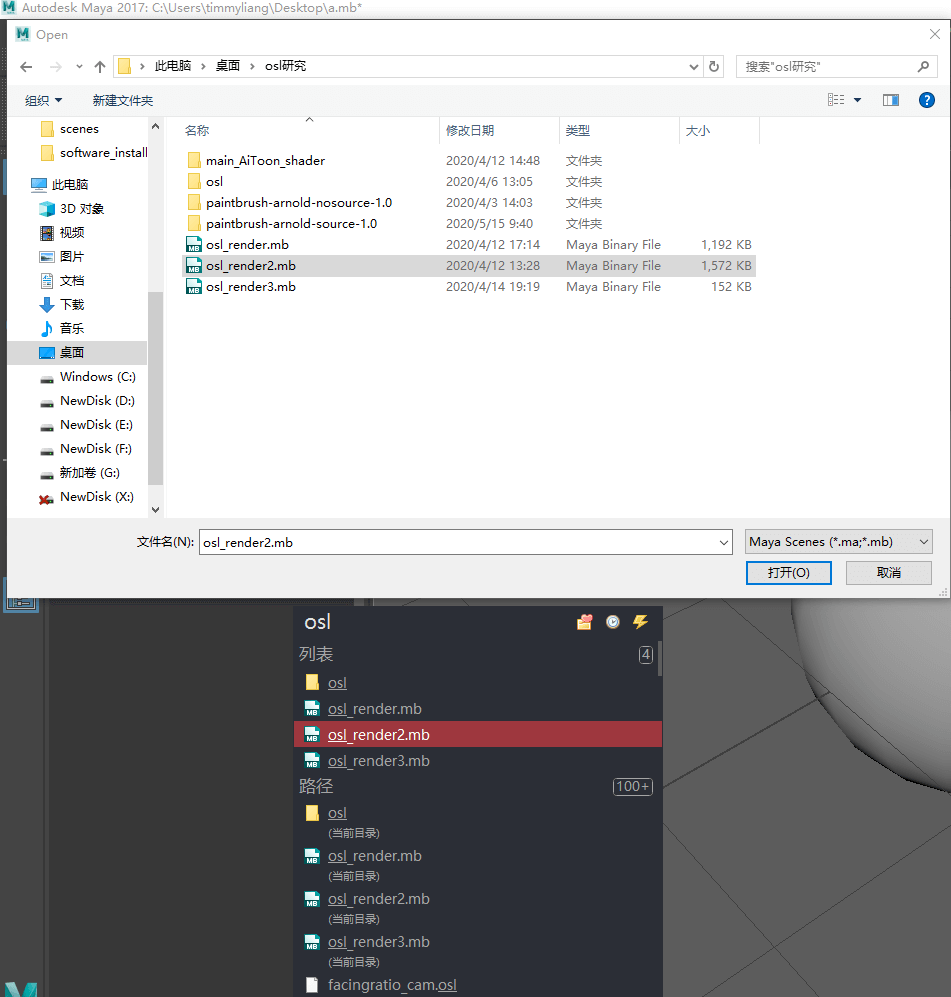 Autodesk Maya 2017: C:\Users\timmyliang\Desktop\a.mb*
Open
此电脑 > 桌面 > osl研究
搜索"osl研究"
组织 新建文件夹
名称 修改日期 类型 大小
scenes
software_install
此电脑
3D 对象
视频
图片
文档
下载
音乐
桌面
Windows (C:)
NewDisk (D:)
NewDisk (E:)
NewDisk (F:)
新加卷 (G:)
NewDisk (X:)
main_AiToon_shader 2020/4/12 14:48 文件夹
osl 2020/4/6 13:05 文件夹
paintbrush-arnold-nosource-1.0 2020/4/3 14:03 文件夹
paintbrush-arnold-source-1.0 2020/5/15 9:40 文件夹
osl_render.mb 2020/4/12 17:14 Maya Binary File 1,192 KB
osl_render2.mb 2020/4/12 13:28 Maya Binary File 1,572 KB
osl_render3.mb 2020/4/14 19:19 Maya Binary File 152 KB
文件名(N): osl_render2.mb Maya Scenes (*.ma;*.mb)
打开(O) 取消
osl
列表 4
osl
osl_render.mb
osl_render2.mb
osl_render3.mb
路径 100+
osl
(当前目录)
osl_render.mb
(当前目录)
osl_render2.mb
(当前目录)
osl_render3.mb
(当前目录)
facingratio_cam.osl